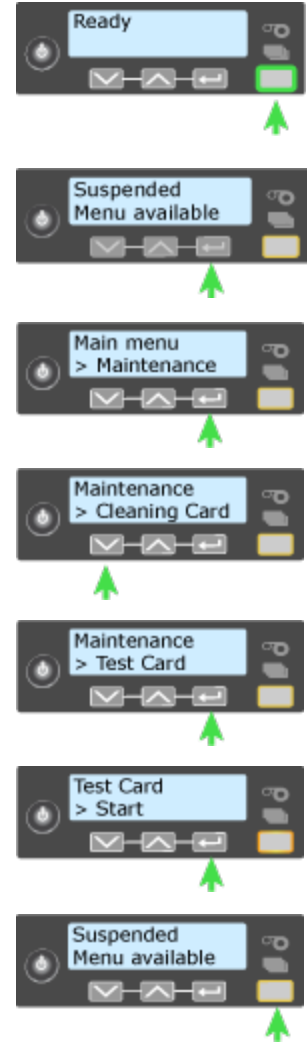 Ready
Suspended
Menu available
Main menu
> Maintenance
Maintenance
> Cleaning Card
Maintenance
> Test Card
Test Card
> Start
Suspended
Menu available